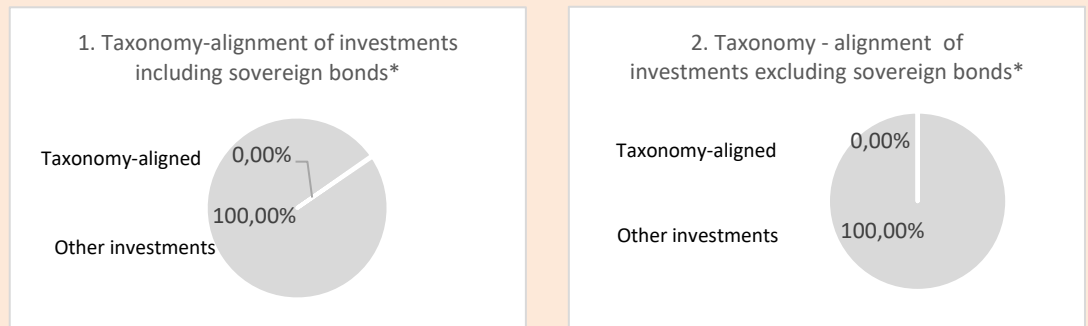 1. Taxonomy-alignment of investments
including sovereign bonds*
Taxonomy-aligned
0,00%
100,00%
Other investments
2. Taxonomy - alignment  of
investments excluding sovereign bonds*
Taxonomy-aligned
0,00%
Other investments
100,00%